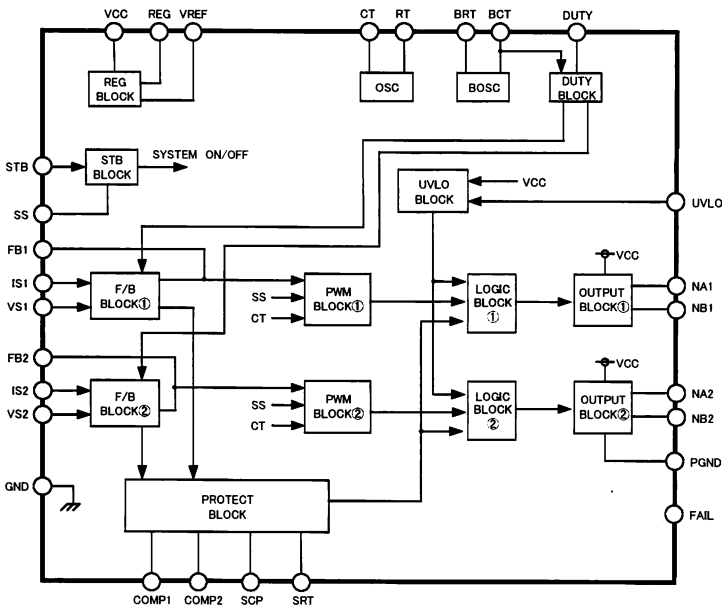 VCC REG VREF CT RT BRT BCT DUTY
REG
BLOCK
OSC
BOSC
DUTY
BLOCK
STB
STB
BLOCK
SYSTEM ON/OFF
SS
UVLO
BLOCK
VCC
UVLO
FB1
IS1
VS1
F/B
BLOCK①
SS
CT
PWM
BLOCK①
LOGIC
BLOCK
①
VCC
OUTPUT
BLOCK①
NA1
NB1
FB2
IS2
VS2
F/B
BLOCK②
SS
CT
PWM
BLOCK②
LOGIC
BLOCK
②
VCC
OUTPUT
BLOCK②
NA2
NB2
PGND
GND
PROTECT
BLOCK
FAIL
COMP1 COMP2 SCP SRT